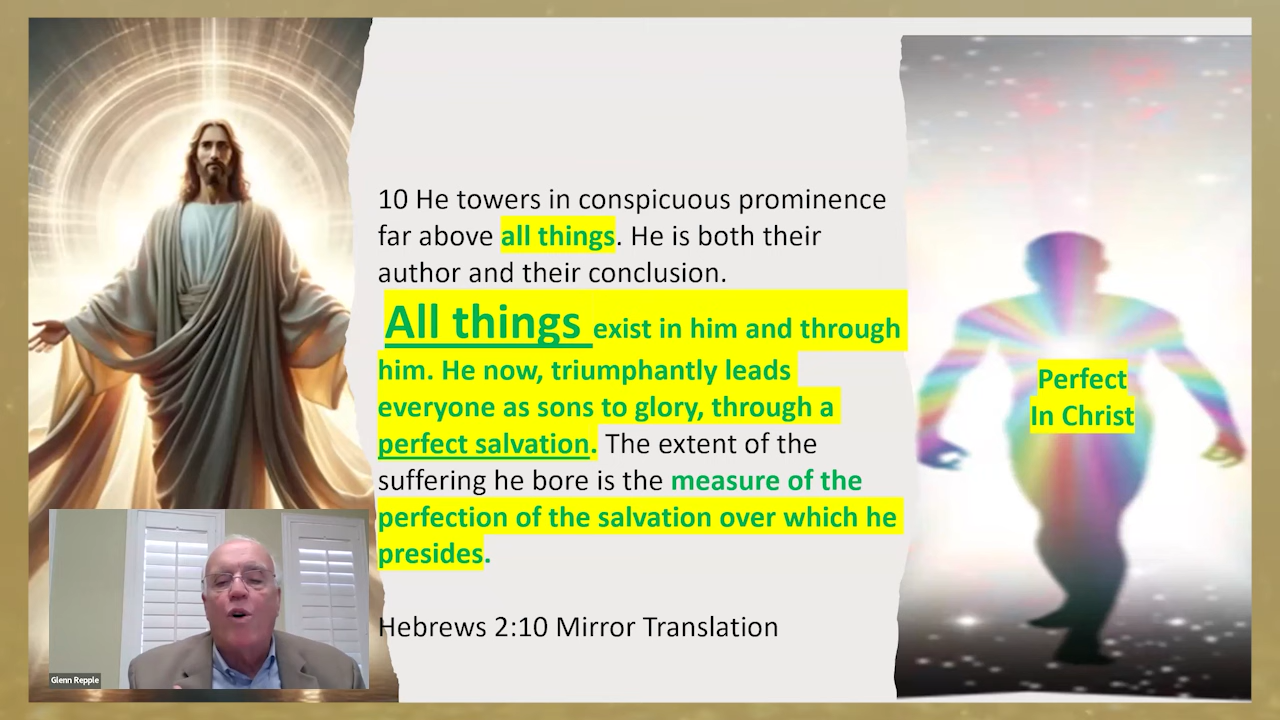 10 He towers in conspicuous prominence
far above all things. He is both their
author and their conclusion.
All things exist in him and through
him. He now, triumphantly leads
everyone as sons to glory, through a
perfect salvation. The extent of the
suffering he bore is the measure of the
perfection of the salvation over which he
presides.
Hebrews 2:10 Mirror Translation
Perfect
In Christ
Glenn Repple